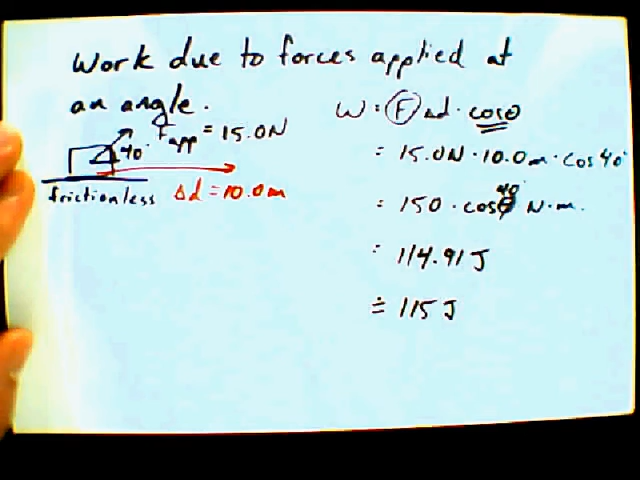 Work due to forces applied at
an angle.
Fapp = 15.0N
40°
frictionless Δd = 10.0m
W = F Δd · cosθ
= 15.0N · 10.0m · cos 40°
= 150 · cos 40° N·m.
= 114.91 J
≐ 115 J